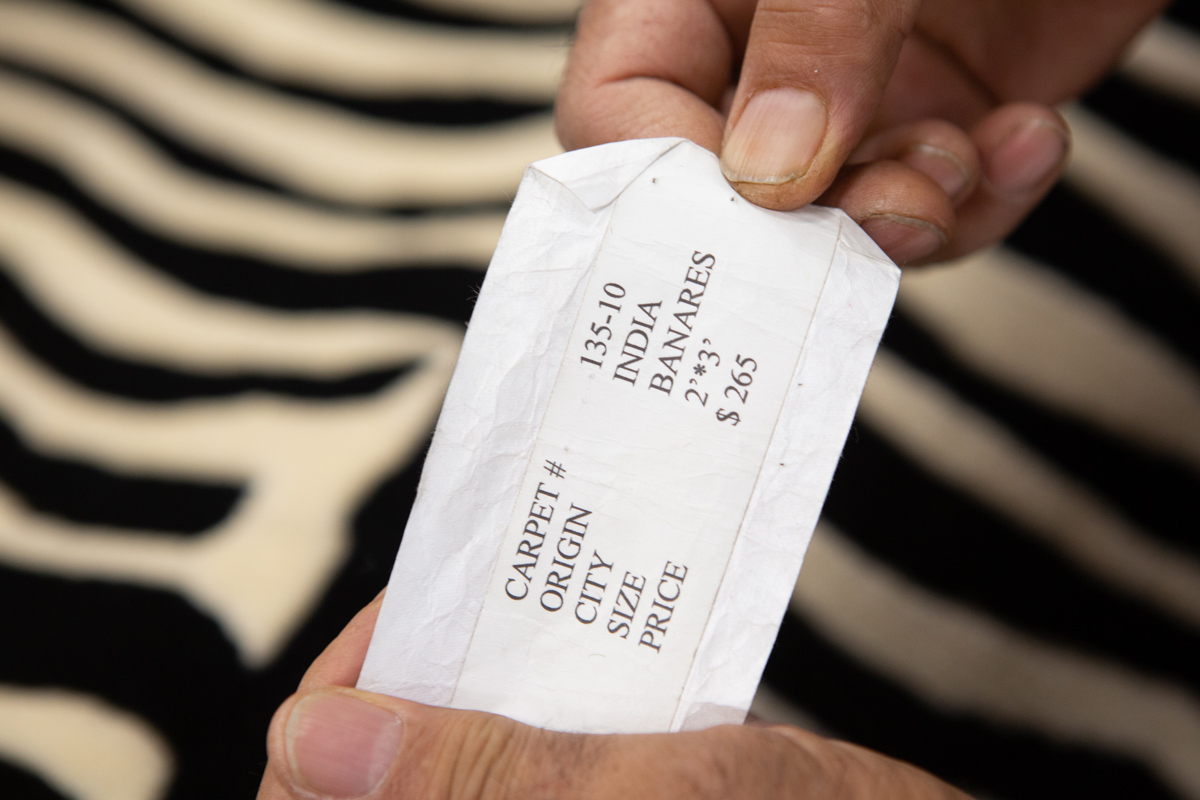 CARPET # 135-10
ORIGIN INDIA
CITY BANARES
SIZE 2'*3'
PRICE $ 265